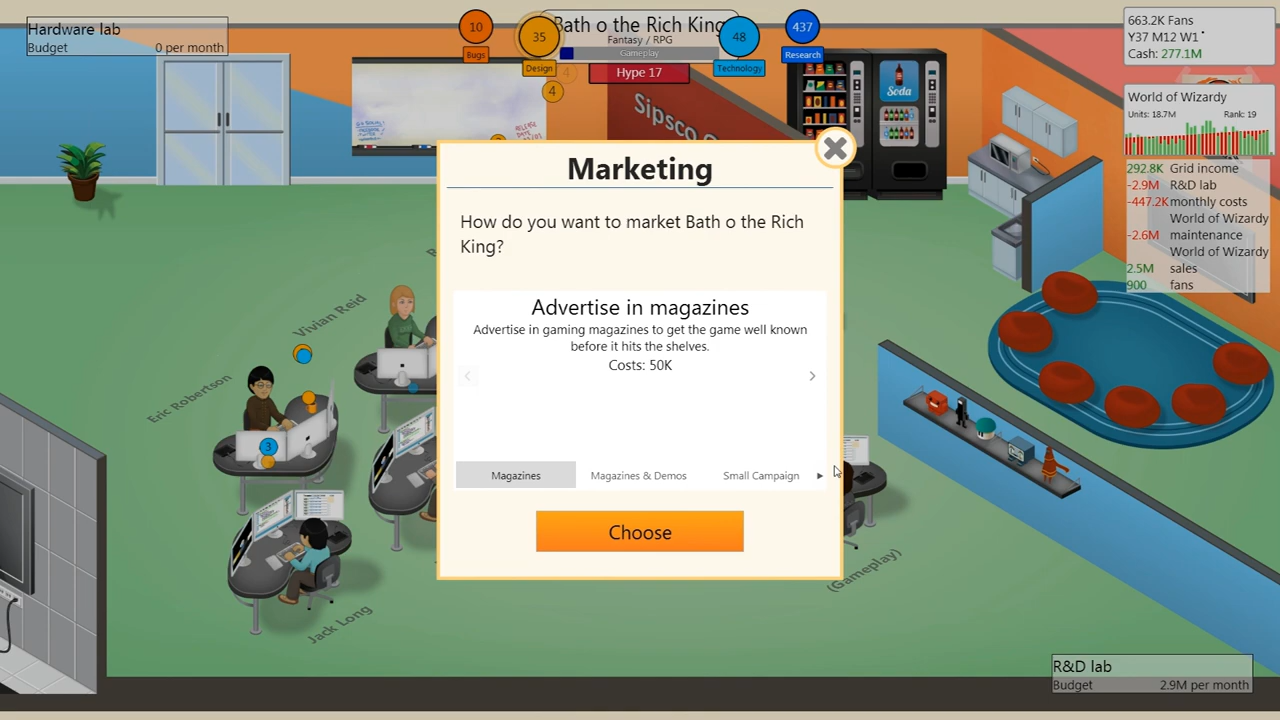 Hardware lab
Budget 0 per month
10
Bugs
35
Design
4
4
Bath o the Rich King
Fantasy / RPG
Gameplay
Hype 17
48
Technology
437
Research
663.2K Fans
Y37 M12 W1
Cash: 277.1M
World of Wizardy
Units: 18.7M Rank: 19
292.8K Grid income
-2.9M R&D lab
-447.2K monthly costs
World of Wizardy
-2.6M maintenance
World of Wizardy
2.5M sales
900 fans
RELEASE
Sipsco
Soda
Marketing
How do you want to market Bath o the Rich
King?
Advertise in magazines
Advertise in gaming magazines to get the game well known
before it hits the shelves.
Costs: 50K
Magazines Magazines & Demos Small Campaign
Choose
Vivian Reid
Eric Robertson
3
Jack Long
(Gameplay)
R&D lab
Budget 2.9M per month